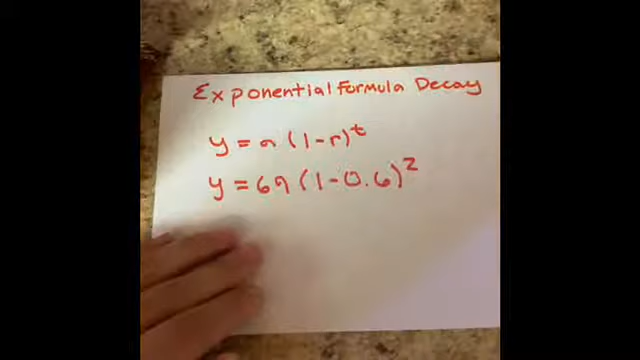 Exponential Formula Decay
y = a (1-r)^t
y = 69 (1-0.6)^2